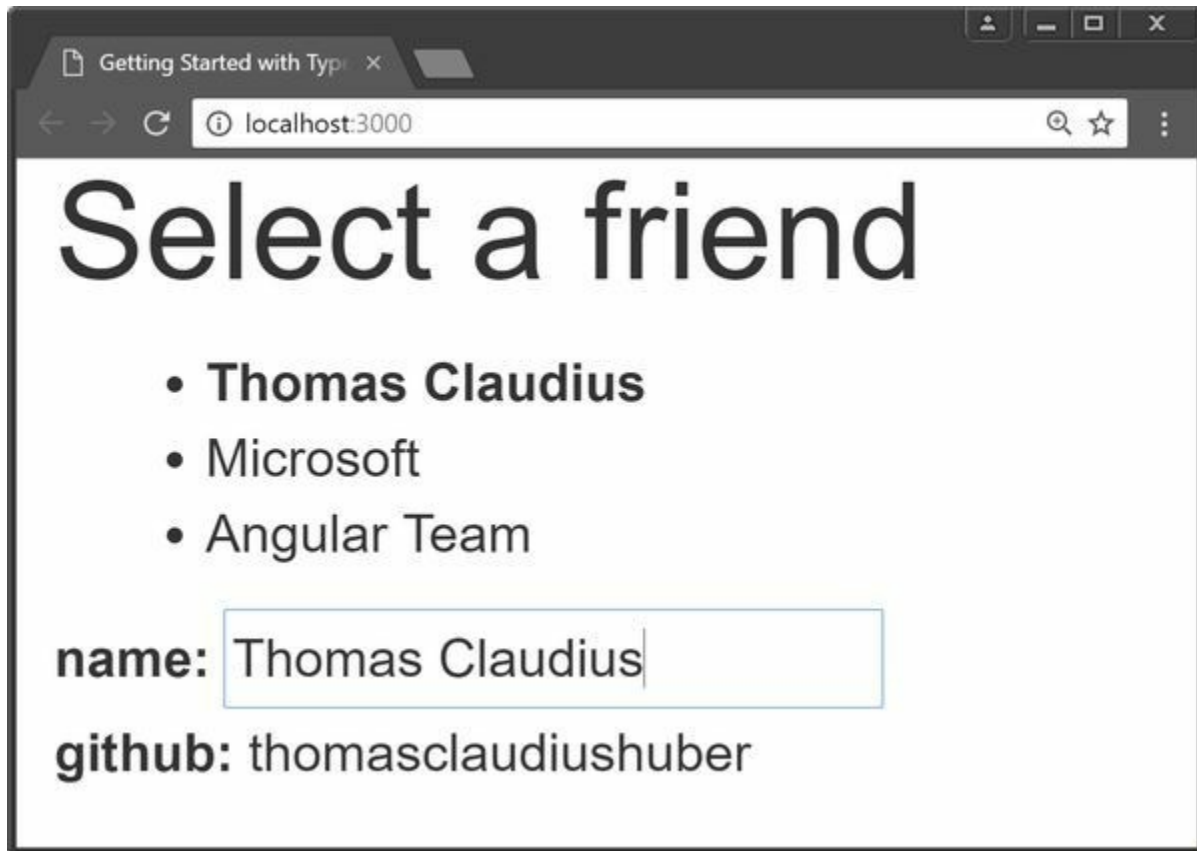 Getting Started with Typ
localhost:3000
Select a friend
• Thomas Claudius
• Microsoft
• Angular Team
name: Thomas Claudius
github: thomasclaudiushuber